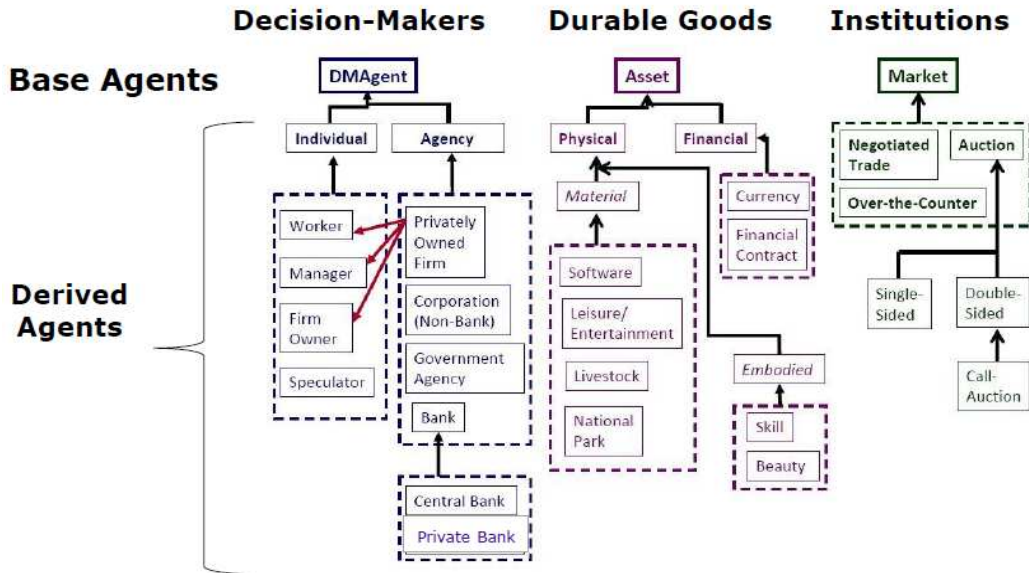 Decision-Makers
Durable Goods
Institutions
Base Agents
DMAgent
Asset
Market
Individual
Agency
Physical
Financial
Negotiated
Trade
Auction
Over-the-Counter
Material
Currency
Financial
Contract
Worker
Manager
Firm
Owner
Speculator
Privately
Owned
Firm
Corporation
(Non-Bank)
Government
Agency
Bank
Central Bank
Private Bank
Derived
Agents
Software
Leisure/
Entertainment
Livestock
National
Park
Embodied
Skill
Beauty
Single-
Sided
Double-
Sided
Call-
Auction